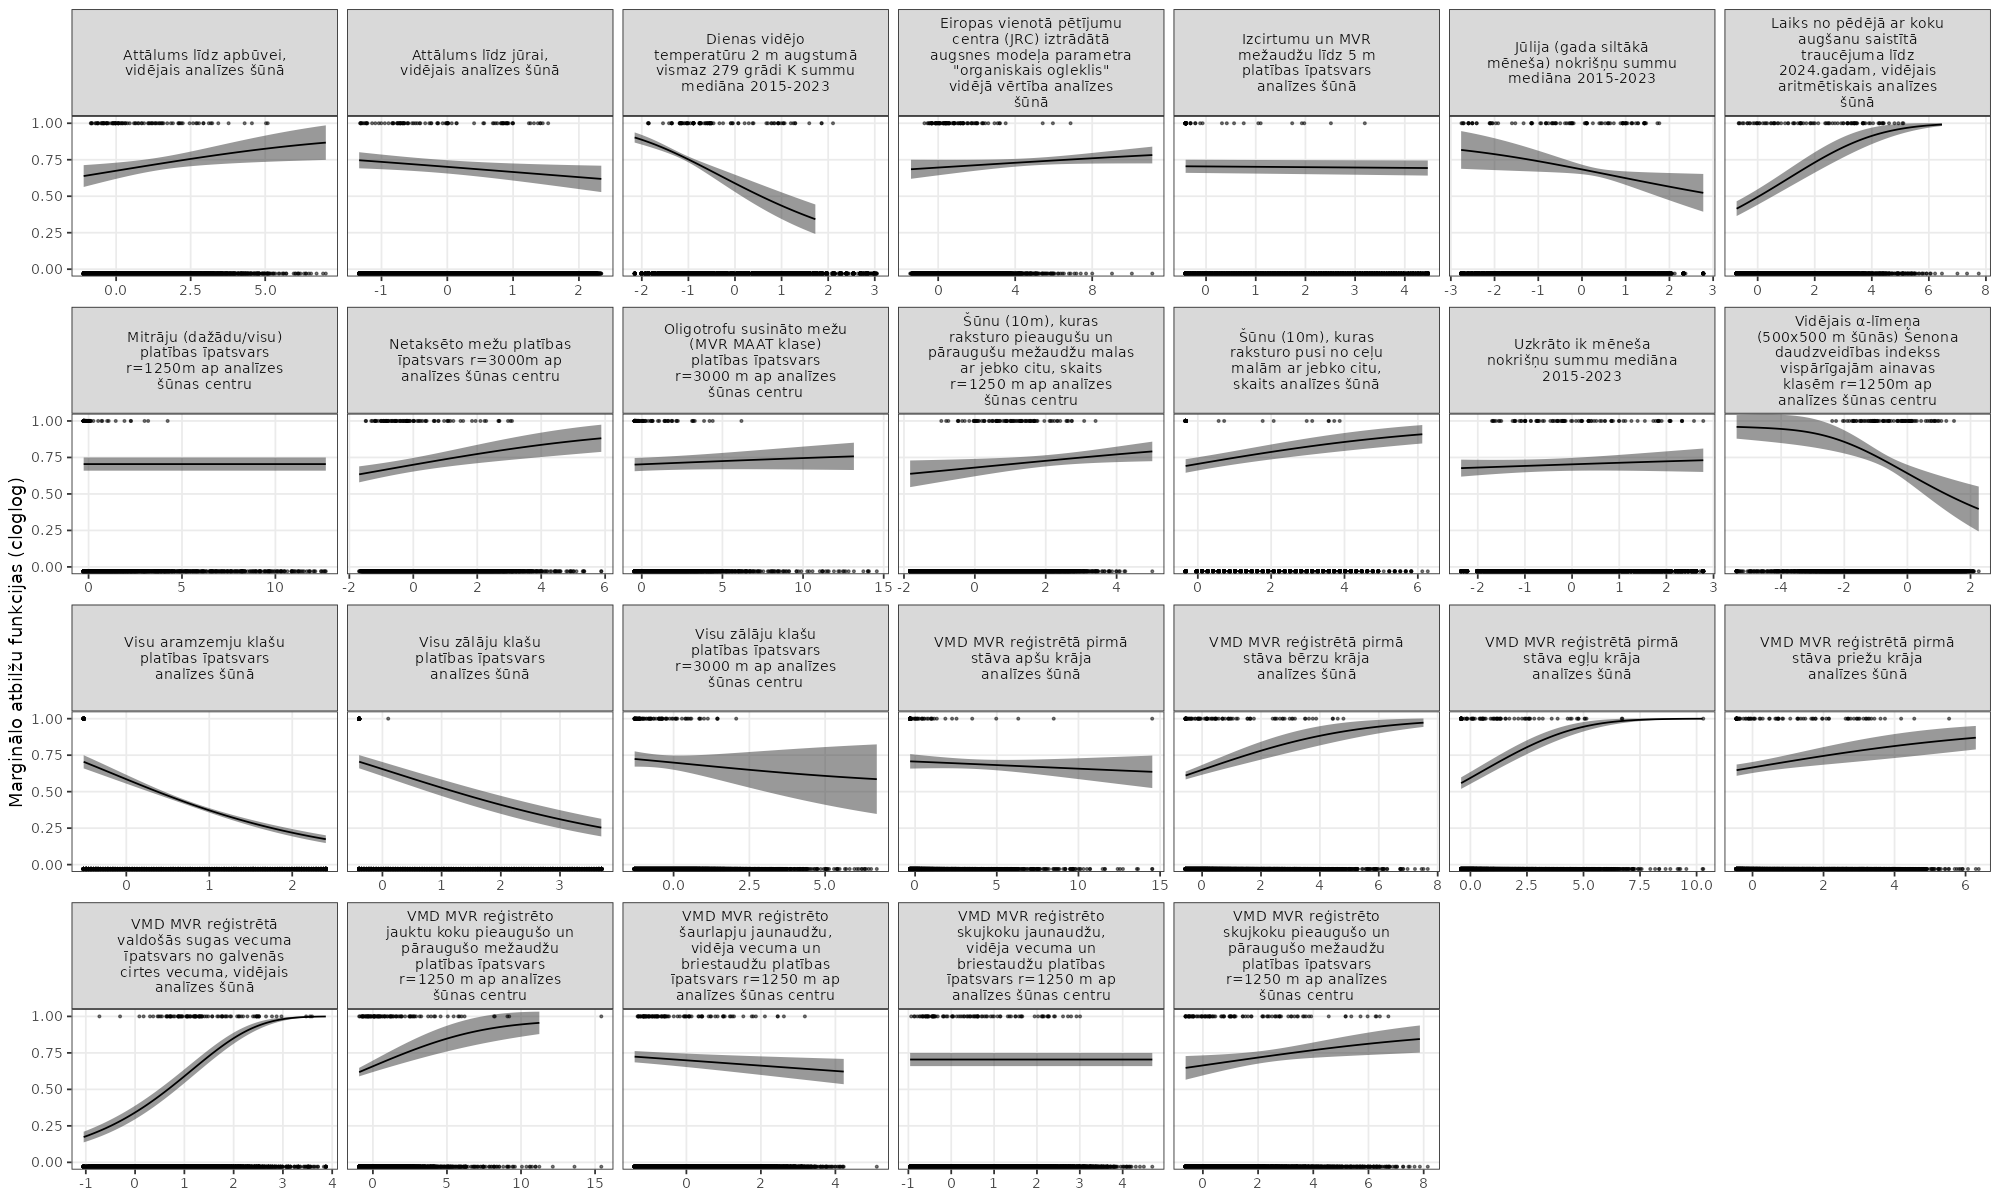 Attālums līdz apbūvei,
vidējais analīzes šūnā
Attālums līdz jūrai,
vidējais analīzes šūnā
Dienas vidējo
temperatūru 2 m augstumā
vismaz 279 grādi K summu
mediāna 2015-2023
Eiropas vienotā pētījumu
centra (JRC) iztrādātā
augsnes modeļa parametra
"organiskais ogleklis"
vidējā vērtība analīzes
šūnā
Izcirtumu un MVR
mežaudžu līdz 5 m
platības īpatsvars
analīzes šūnā
Jūlija (gada siltākā
mēneša) nokrišņu summu
mediāna 2015-2023
Laiks no pēdējā ar koku
augšanu saistītā
traucējuma līdz
2024.gadam, vidējais
aritmētiskais analīzes
šūnā
1.00
0.75
0.50
0.25
0.00
0.0 2.5 5.0
-1 0 1 2
-2 -1 0 1 2 3
0 4 8
0 1 2 3 4
-3 -2 -1 0 1 2 3
0 2 4 6 8
Mitrāju (dažādu/visu)
platības īpatsvars
r=1250m ap analīzes
šūnas centru
Netaksēto mežu platības
īpatsvars r=3000m ap
analīzes šūnas centru
Oligotrofu susināto mežu
(MVR MAAT klase)
platības īpatsvars
r=3000 m ap analīzes
šūnas centru
Šūnu (10m), kuras
raksturo pieaugušu un
pāraugušu mežaudžu malas
ar jebko citu, skaits
r=1250 m ap analīzes
šūnas centru
Šūnu (10m), kuras
raksturo pusi no ceļu
malām ar jebko citu,
skaits analīzes šūnā
Uzkrāto ik mēneša
nokrišņu summu mediāna
2015-2023
Vidējais α-līmeņa
(500x500 m šūnās) Šenona
daudzveidības indekss
vispārīgajām ainavas
klasēm r=1250m ap
analīzes šūnas centru
1.00
0.75
0.50
0.25
0.00
0 5 10
-2 0 2 4 6
0 5 10 15
-2 0 2 4
0 2 4 6
-2 -1 0 1 2 3
-4 -2 0 2
Marginālo atbilžu funkcijas (cloglog)
Visu aramzemju klašu
platības īpatsvars
analīzes šūnā
Visu zālāju klašu
platības īpatsvars
analīzes šūnā
Visu zālāju klašu
platības īpatsvars
r=3000 m ap analīzes
šūnas centru
VMD MVR reģistrētā pirmā
stāva apšu krāja
analīzes šūnā
VMD MVR reģistrētā pirmā
stāva bērzu krāja
analīzes šūnā
VMD MVR reģistrētā pirmā
stāva egļu krāja
analīzes šūnā
VMD MVR reģistrētā pirmā
stāva priežu krāja
analīzes šūnā
1.00
0.75
0.50
0.25
0.00
0 1 2
0 1 2 3
0.0 2.5 5.0
0 5 10 15
0 2 4 6 8
0.0 2.5 5.0 7.5 10.0
0 2 4 6
VMD MVR reģistrētā
valdošās sugas vecuma
īpatsvars no galvenās
cirtes vecuma, vidējais
analīzes šūnā
VMD MVR reģistrēto
jauktu koku pieaugušo un
pāraugušo mežaudžu
platības īpatsvars
r=1250 m ap analīzes
šūnas centru
VMD MVR reģistrēto
šaurlapju jaunaudžu,
vidēja vecuma un
briestaudžu platības
īpatsvars r=1250 m ap
analīzes šūnas centru
VMD MVR reģistrēto
skujkoku jaunaudžu,
vidēja vecuma un
briestaudžu platības
īpatsvars r=1250 m ap
analīzes šūnas centru
VMD MVR reģistrēto
skujkoku pieaugušo un
pāraugušo mežaudžu
platības īpatsvars
r=1250 m ap analīzes
šūnas centru
1.00
0.75
0.50
0.25
0.00
-1 0 1 2 3 4
0 5 10 15
0 2 4
-1 0 1 2 3 4
0 2 4 6 8